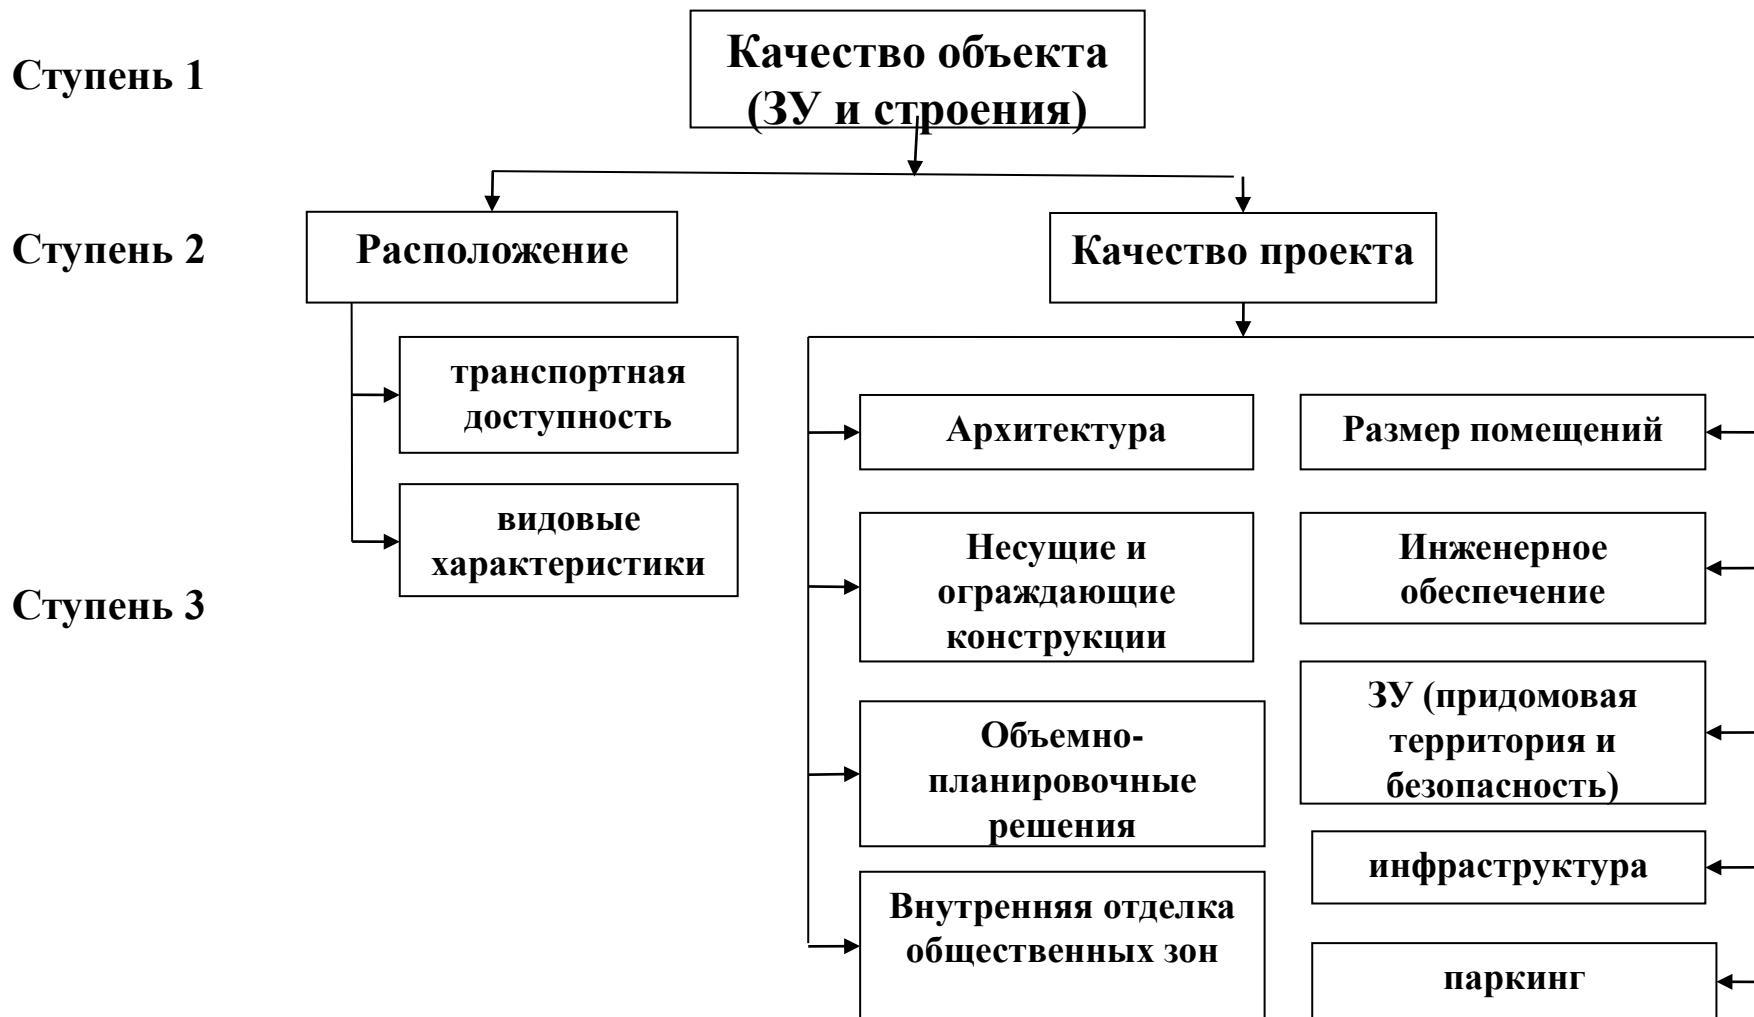 Ступень 1
Качество объекта
(ЗУ и строения)
Ступень 2
Расположение
Качество проекта
транспортная
доступность
видовые
характеристики
Ступень 3
Архитектура
Размер помещений
Несущие и
ограждающие
конструкции
Инженерное
обеспечение
Объемно-
планировочные
решения
ЗУ (придомовая
территория и
безопасность)
инфраструктура
Внутренняя отделка
общественных зон
паркинг